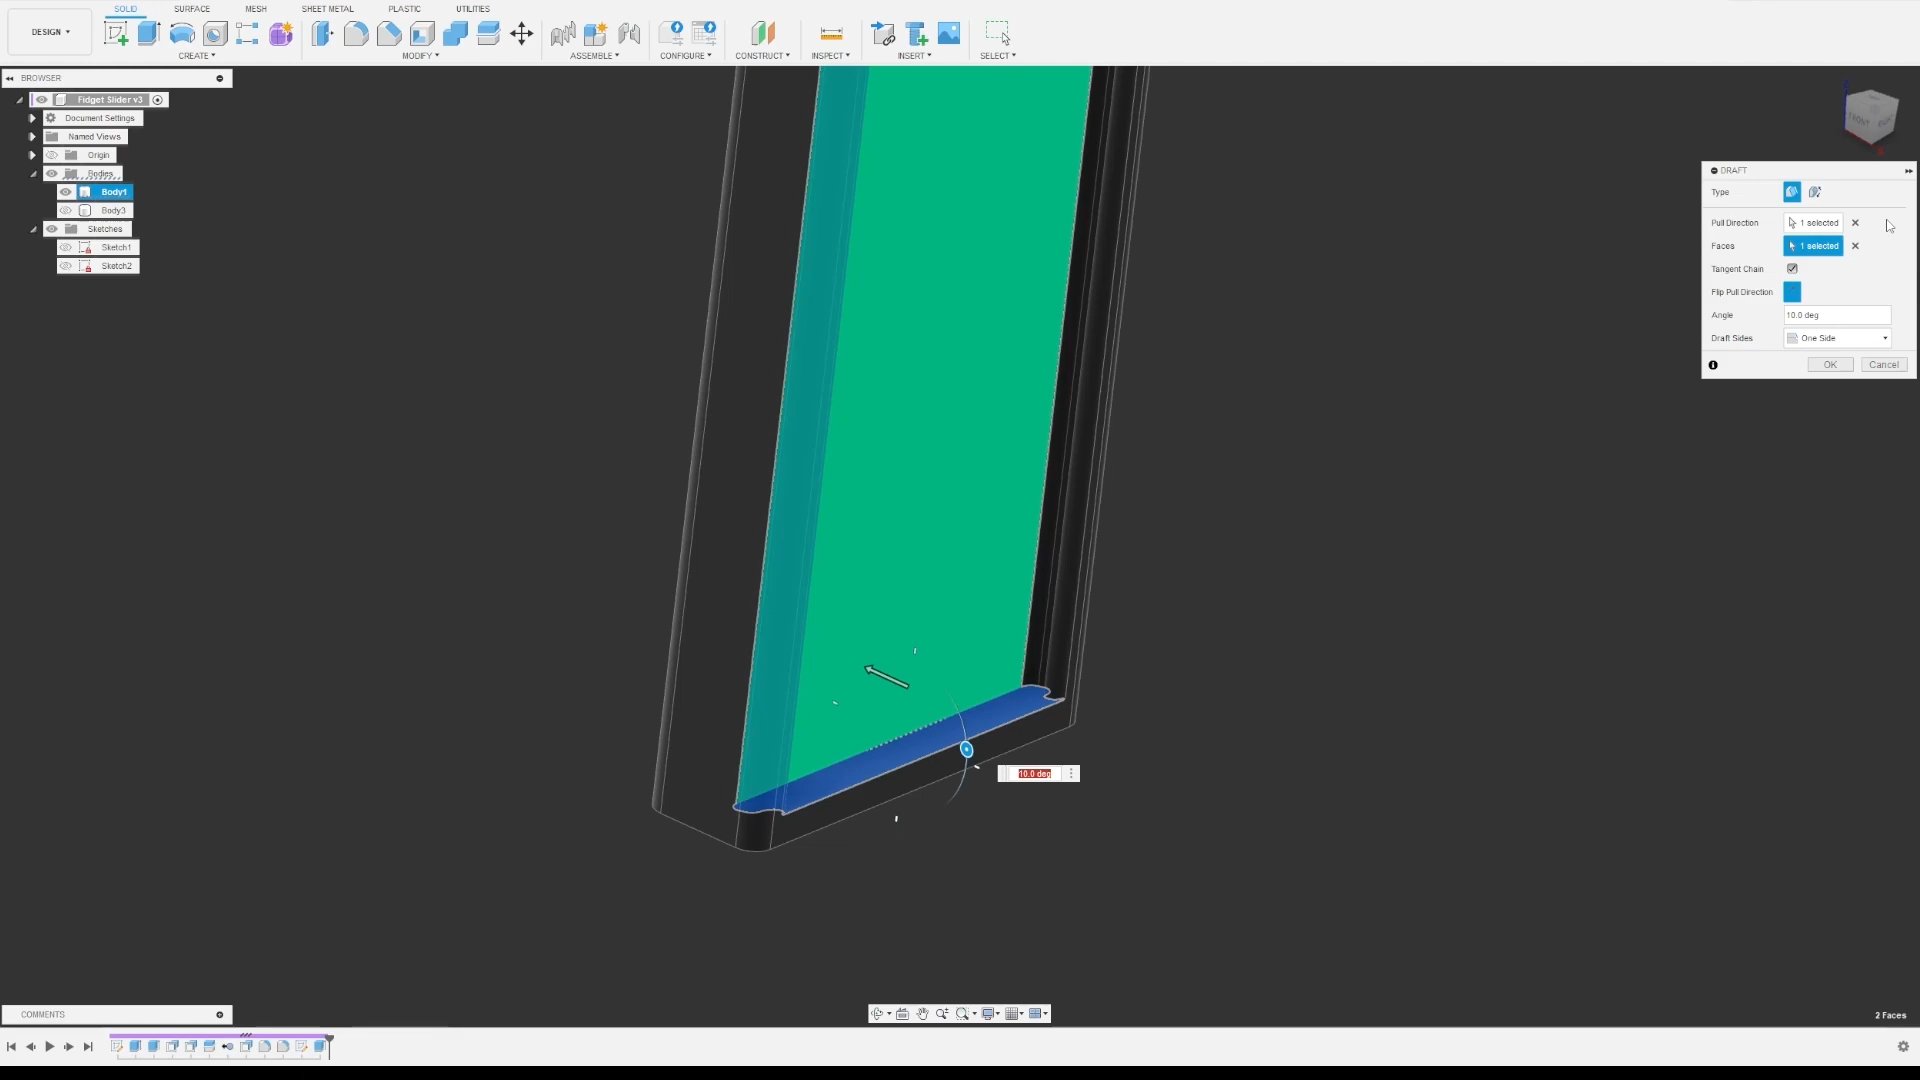 SOLID SURFACE MESH SHEET METAL PLASTIC UTILITIES
DESIGN
CREATE MODIFY ASSEMBLE CONFIGURE CONSTRUCT INSPECT INSERT SELECT
BROWSER
Fidget Slider v3
Document Settings
Named Views
Origin
Bodies
Body1
Body3
Sketches
Sketch1
Sketch2
FRONT
DRAFT
Type
Pull Direction 1 selected
Faces 1 selected
Tangent Chain
Flip Pull Direction
Angle 10.0 deg
Draft Sides One Side
OK Cancel
10.0 deg
COMMENTS
2 Faces